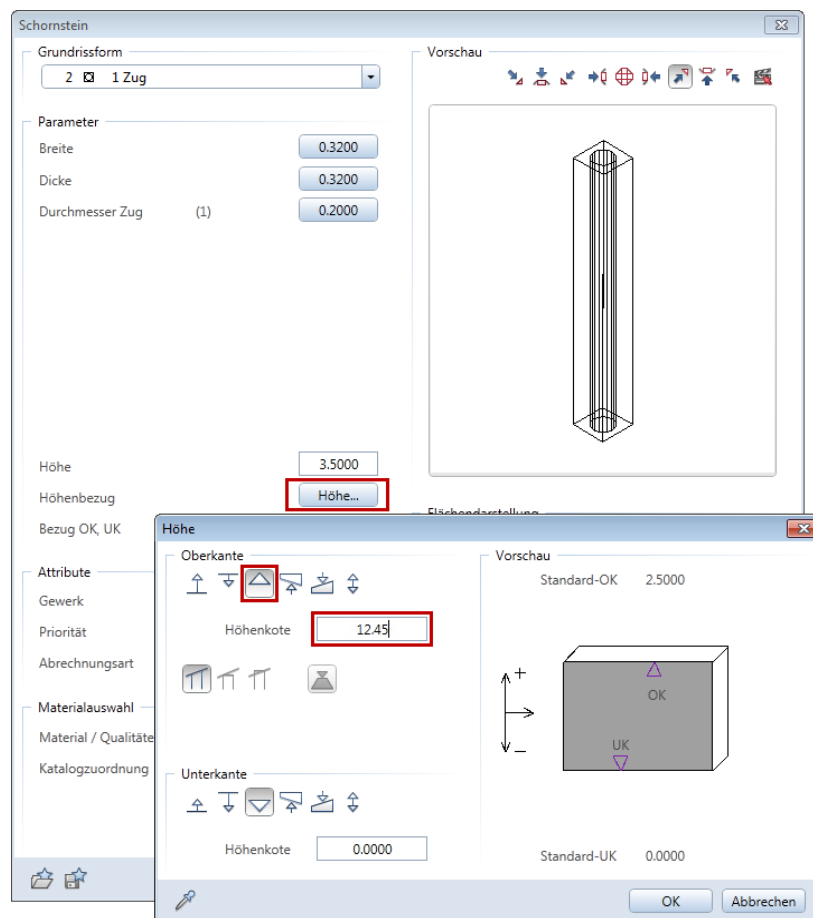 Schornstein
Grundrissform
2 1 Zug
Parameter
Breite 0.3200
Dicke 0.3200
Durchmesser Zug (1) 0.2000
Höhe 3.5000
Höhenbezug Höhe...
Bezug OK, UK
Attribute
Gewerk
Priorität
Abrechnungsart
Materialauswahl
Material / Qualitäte
Katalogzuordnung
Vorschau
Flächendarstellung
Höhe
Oberkante
Höhenkote 12.45
Unterkante
Höhenkote 0.0000
Vorschau
Standard-OK 2.5000
+
OK
UK
−
Standard-UK 0.0000
OK Abbrechen